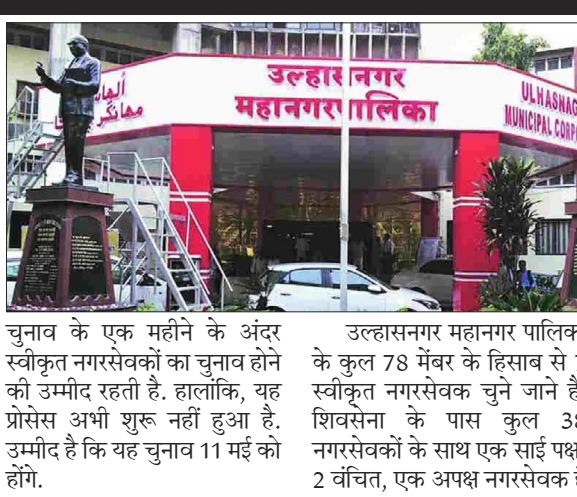 उल्हासनगर
महानगरपालिका
ULHASNAG
MUNICIPAL CORP
चुनाव के एक महीने के अंदर
स्वीकृत नगरसेवकों का चुनाव होने
की उम्मीद रहती है. हालांकि, यह
प्रोसेस अभी शुरू नहीं हुआ है.
उम्मीद है कि यह चुनाव 11 मई को
होंगे.
उल्हासनगर महानगर पालिका
के कुल 78 मेंबर के हिसाब से
स्वीकृत नगरसेवक चुने जाने है
शिवसेना के पास कुल 38
नगरसेवकों के साथ एक साई पक्ष
2 वंचित, एक अपक्ष नगरसेवक